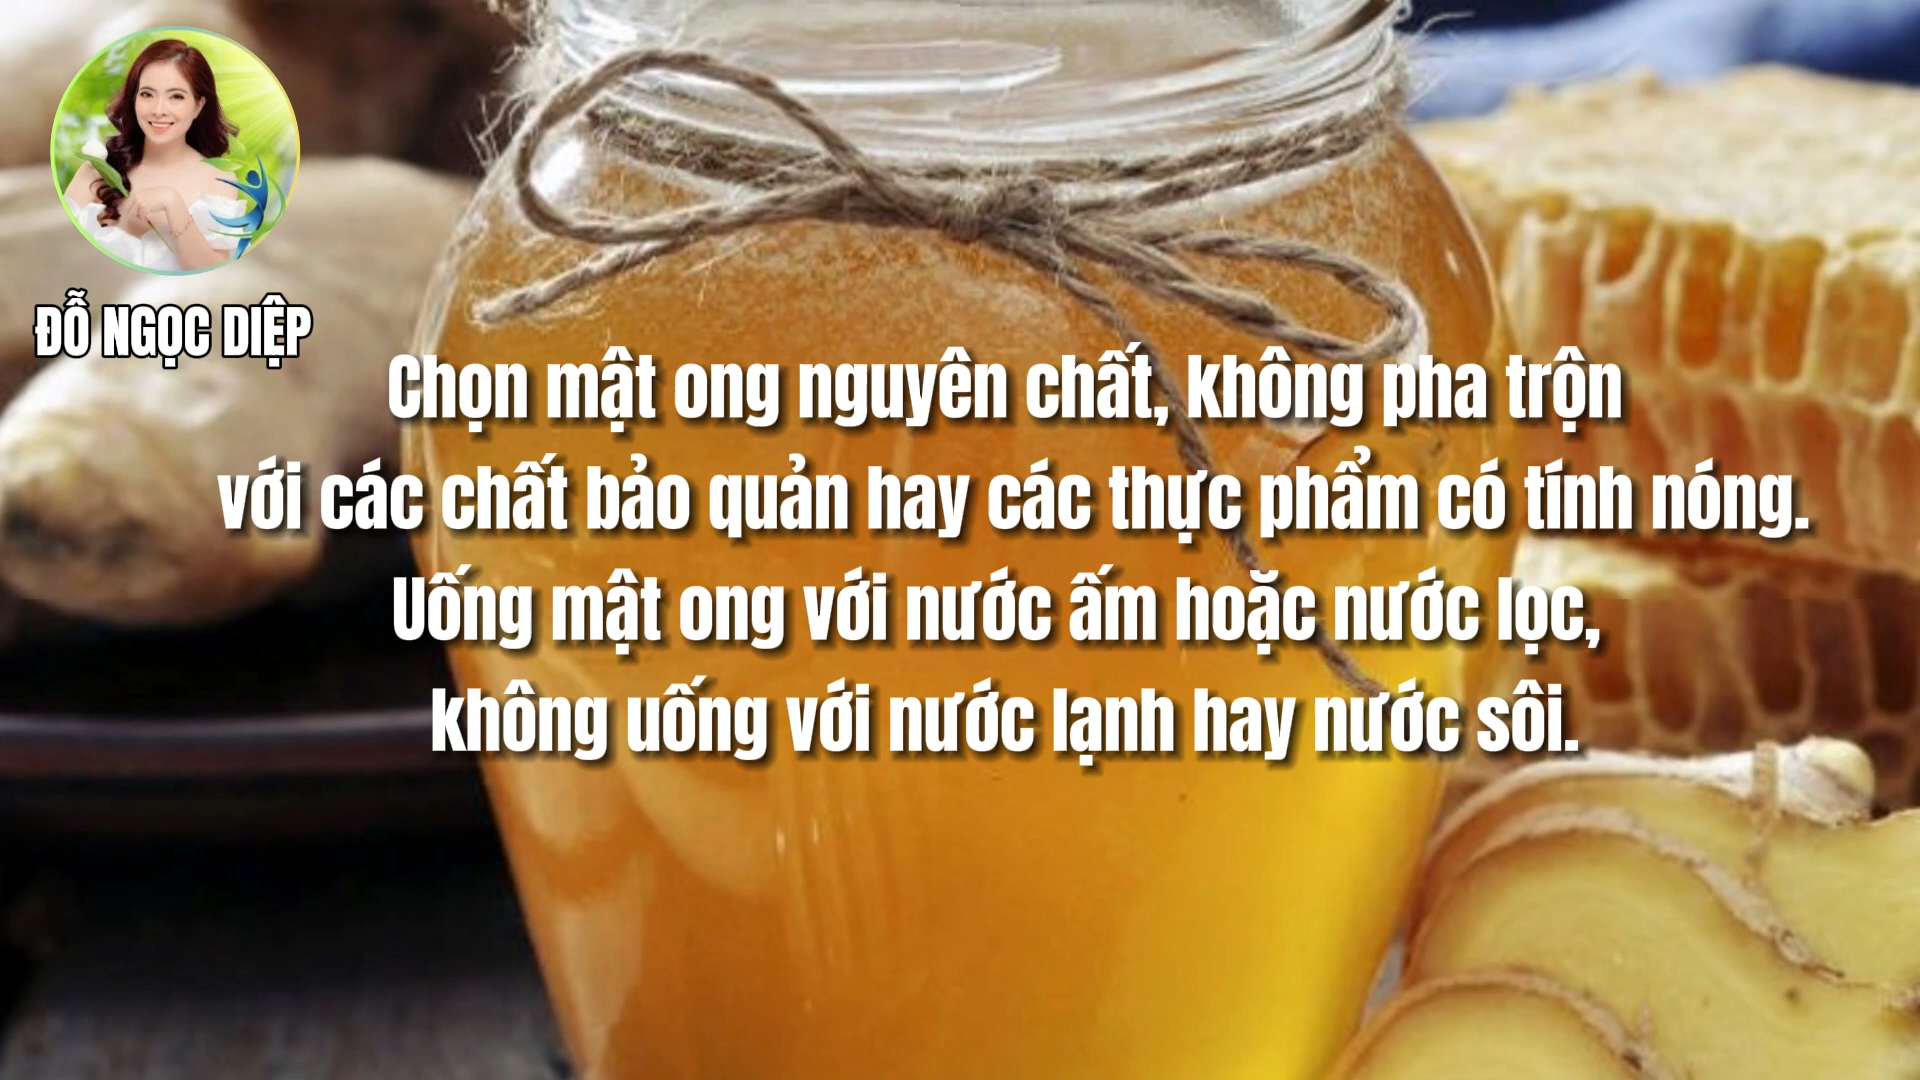 ĐỖ NGỌC DIỆP
Chọn mật ong nguyên chất, không pha trộn
với các chất bảo quản hay các thực phẩm có tính nóng.
Uống mật ong với nước ấm hoặc nước lọc,
không uống với nước lạnh hay nước sôi.